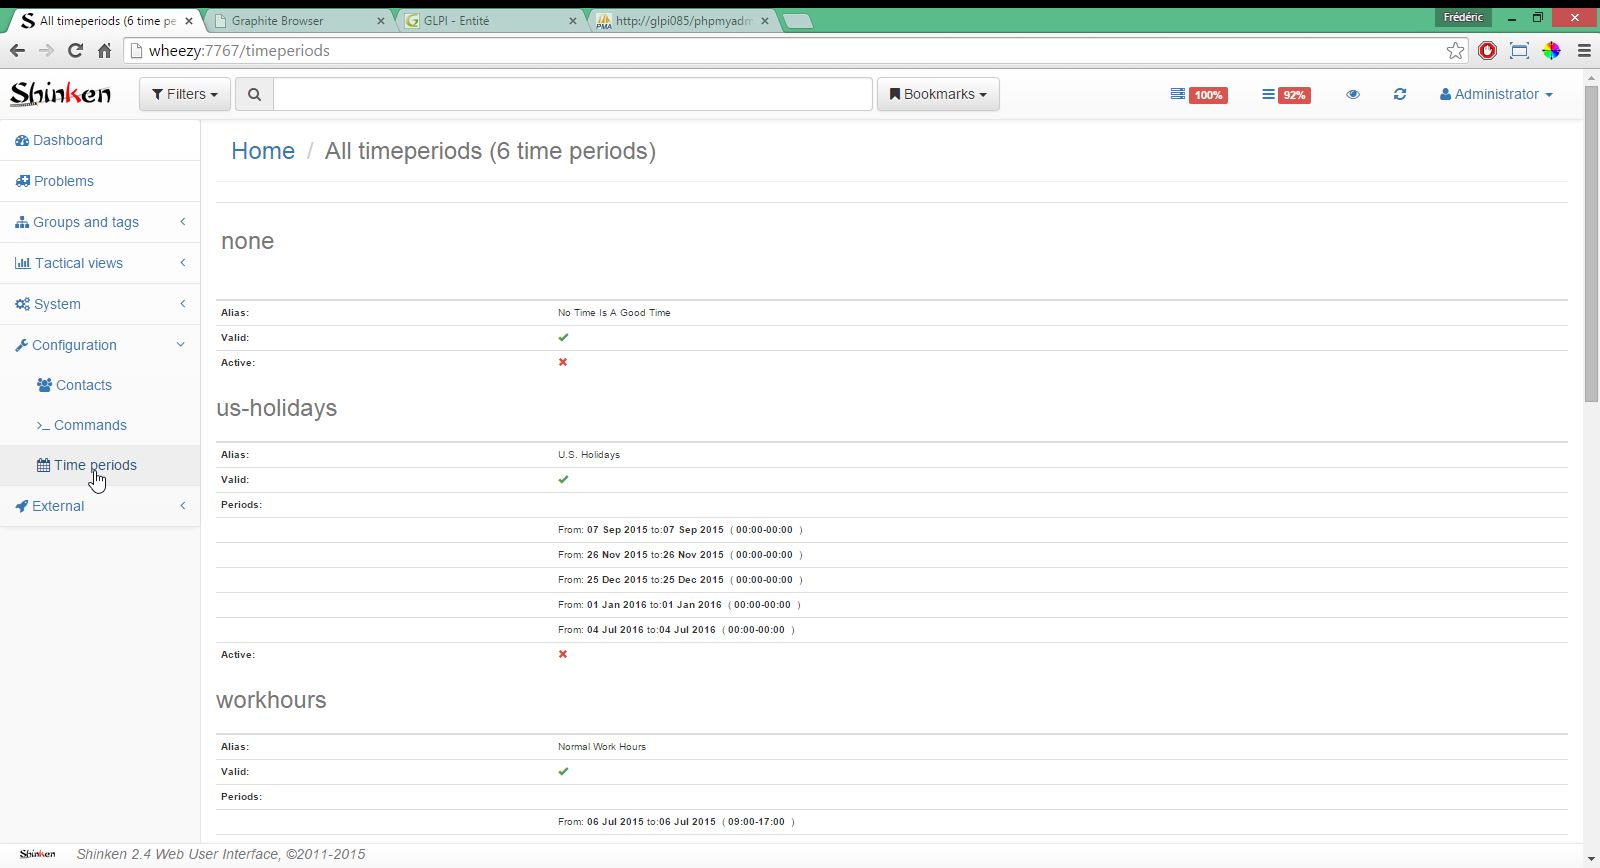 All timeperiods (6 time pe
Graphite Browser
GLPI - Entité
http://glpi085/phpmyadm
Frédéric
wheezy:7767/timeperiods
Shinken
Filters
Bookmarks
100%
92%
Administrator
Dashboard
Problems
Groups and tags
Tactical views
System
Configuration
Contacts
Commands
Time periods
External
Home / All timeperiods (6 time periods)
none
Alias: No Time Is A Good Time
Valid:
Active:
us-holidays
Alias: U.S. Holidays
Valid:
Periods:
From: 07 Sep 2015 to:07 Sep 2015 ( 00:00-00:00 )
From: 26 Nov 2015 to:26 Nov 2015 ( 00:00-00:00 )
From: 25 Dec 2015 to:25 Dec 2015 ( 00:00-00:00 )
From: 01 Jan 2016 to:01 Jan 2016 ( 00:00-00:00 )
From: 04 Jul 2016 to:04 Jul 2016 ( 00:00-00:00 )
Active:
workhours
Alias: Normal Work Hours
Valid:
Periods:
From: 06 Jul 2015 to:06 Jul 2015 ( 09:00-17:00 )
Shinken Shinken 2.4 Web User Interface, ©2011-2015